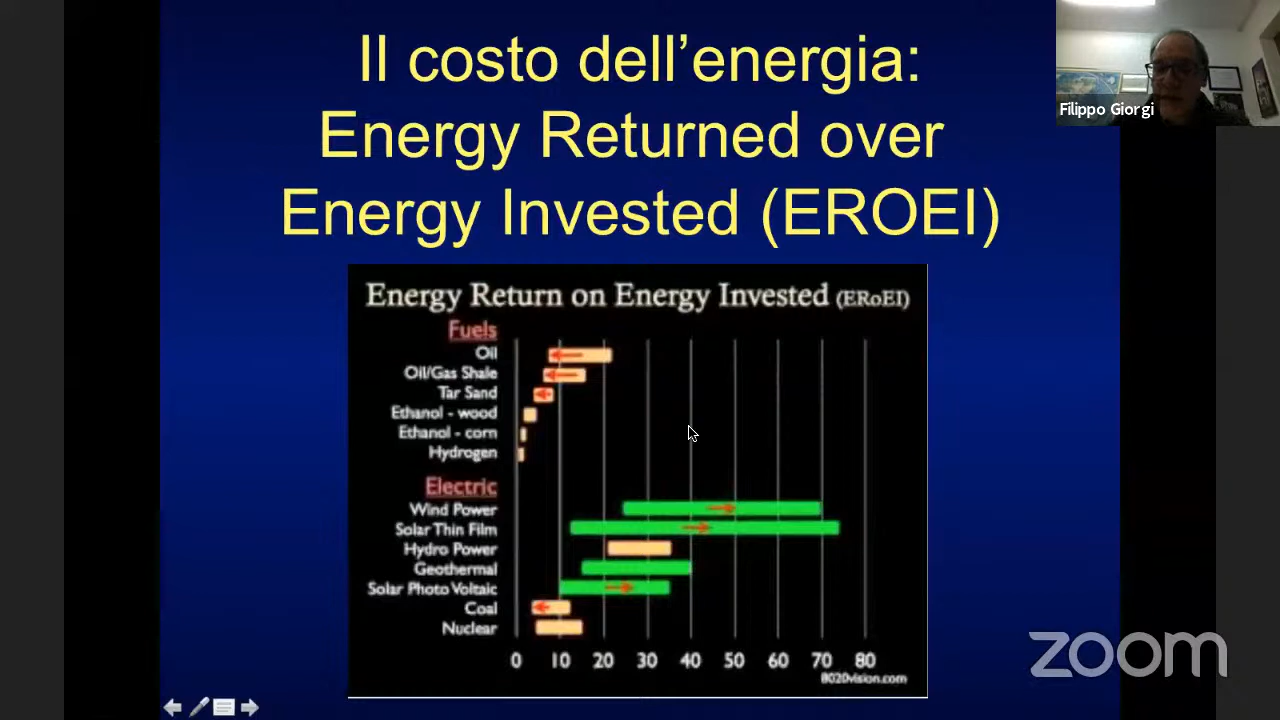 Il costo dell’energia:
Energy Returned over
Energy Invested (EROEI)
Filippo Giorgi
Energy Return on Energy Invested (ERoEI)
Fuels
Oil
Oil/Gas Shale
Tar Sand
Ethanol - wood
Ethanol - corn
Hydrogen
Electric
Wind Power
Solar Thin Film
Hydro Power
Geothermal
Solar Photo Voltaic
Coal
Nuclear
0 10 20 30 40 50 60 70 80
8020vision.com
zoom